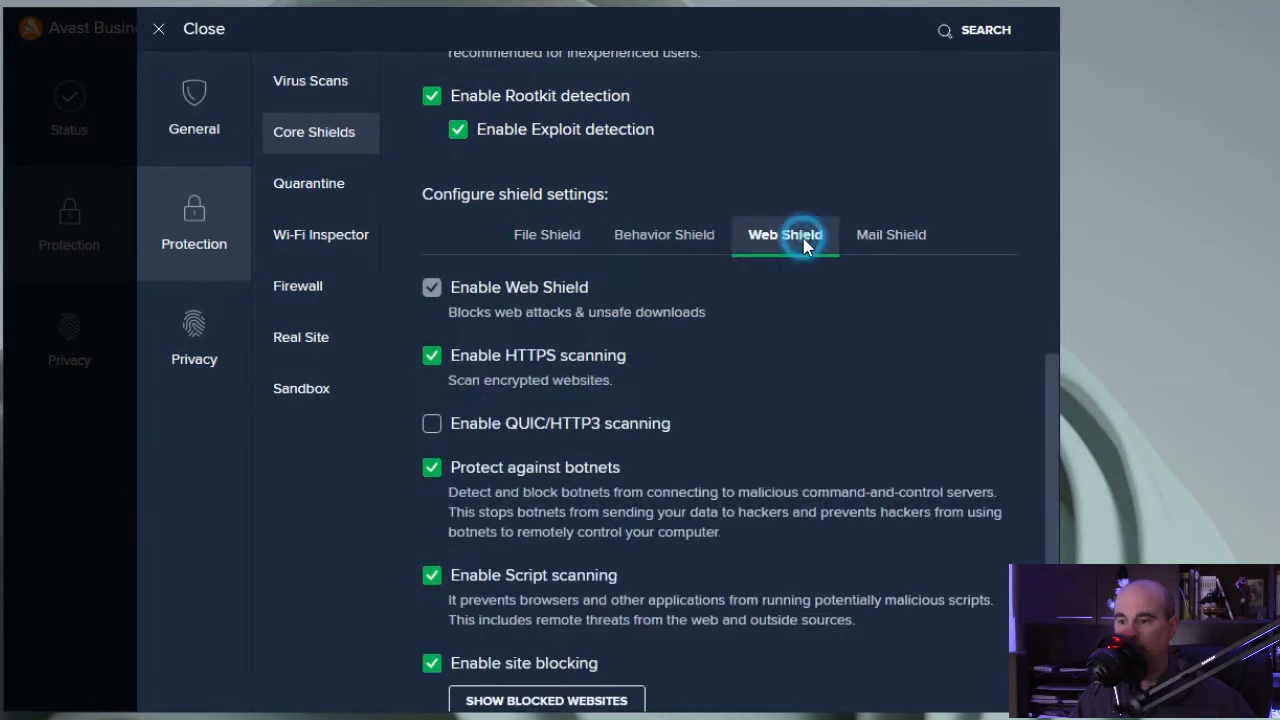 Avast Busin
Close
SEARCH
Status
Protection
Privacy
General
Protection
Privacy
Virus Scans
Core Shields
Quarantine
Wi-Fi Inspector
Firewall
Real Site
Sandbox
recommended for inexperienced users.
Enable Rootkit detection
Enable Exploit detection
Configure shield settings:
File Shield
Behavior Shield
Web Shield
Mail Shield
Enable Web Shield
Blocks web attacks & unsafe downloads
Enable HTTPS scanning
Scan encrypted websites.
Enable QUIC/HTTP3 scanning
Protect against botnets
Detect and block botnets from connecting to malicious command-and-control servers.
This stops botnets from sending your data to hackers and prevents hackers from using
botnets to remotely control your computer.
Enable Script scanning
It prevents browsers and other applications from running potentially malicious scripts.
This includes remote threats from the web and outside sources.
Enable site blocking
SHOW BLOCKED WEBSITES